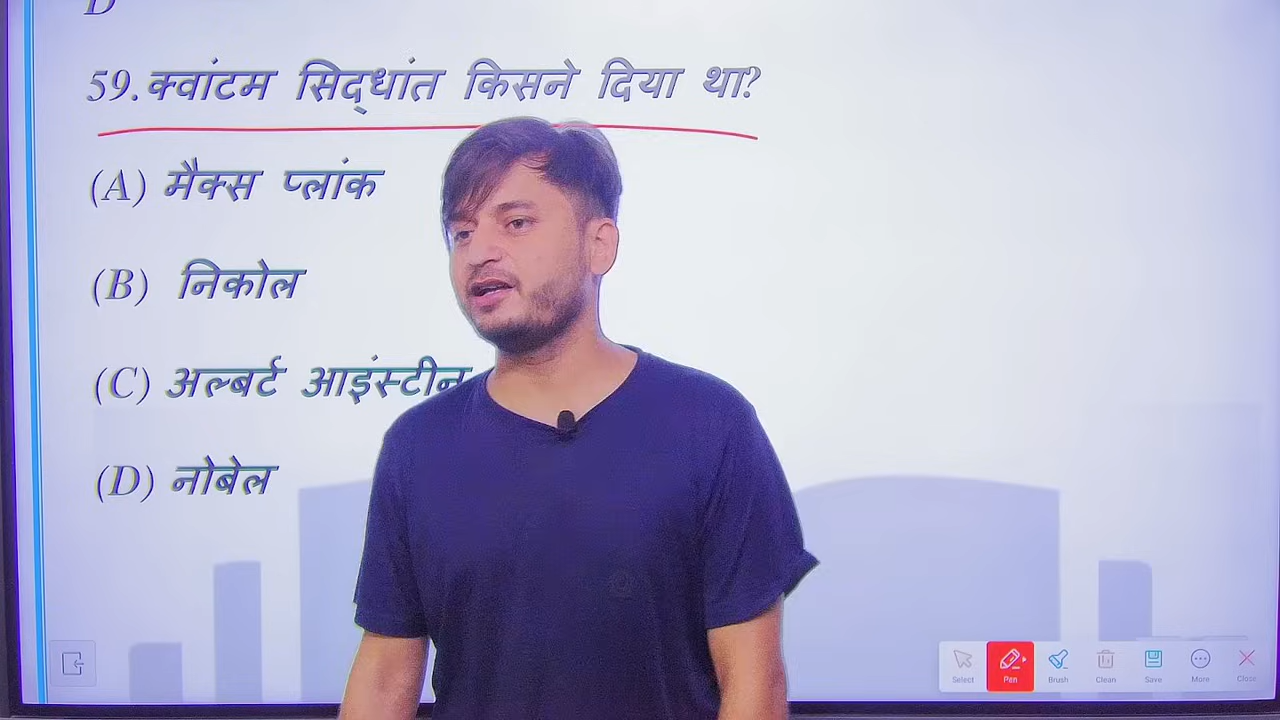 D
59. क्वांटम सिद्धांत किसने दिया था?
(A) मैक्स प्लांक
(B) निकोल
(C) अल्बर्ट आइंस्टीन
(D) नोबेल
Select Pen Brush Clean Save More Close